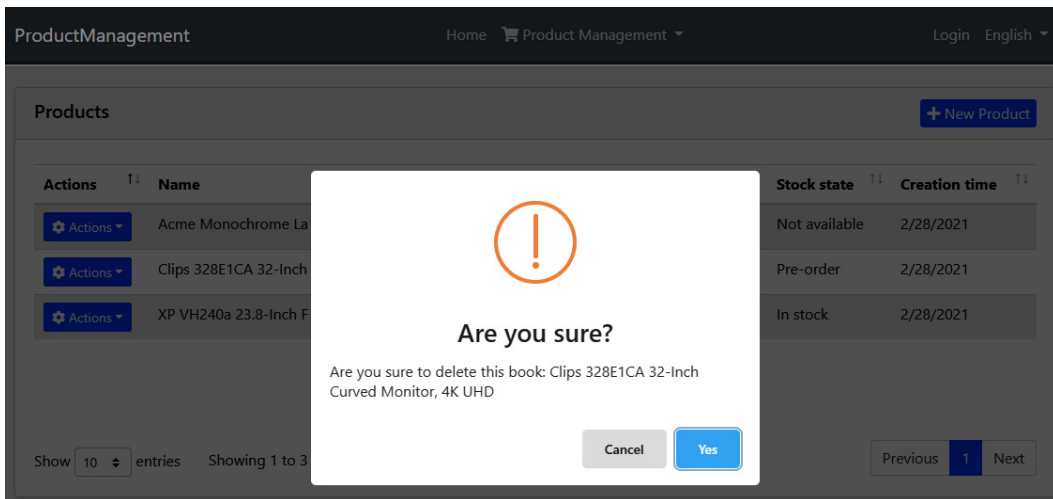 ProductManagement Home Product Management Login English
Products New Product
Actions Name Stock state Creation time
Actions Acme Monochrome La Not available 2/28/2021
Actions Clips 328E1CA 32-Inch Pre-order 2/28/2021
Actions XP VH240a 23.8-Inch F In stock 2/28/2021
Are you sure?
Are you sure to delete this book: Clips 328E1CA 32-Inch
Curved Monitor, 4K UHD
Cancel Yes
Show 10 entries Showing 1 to 3 Previous 1 Next